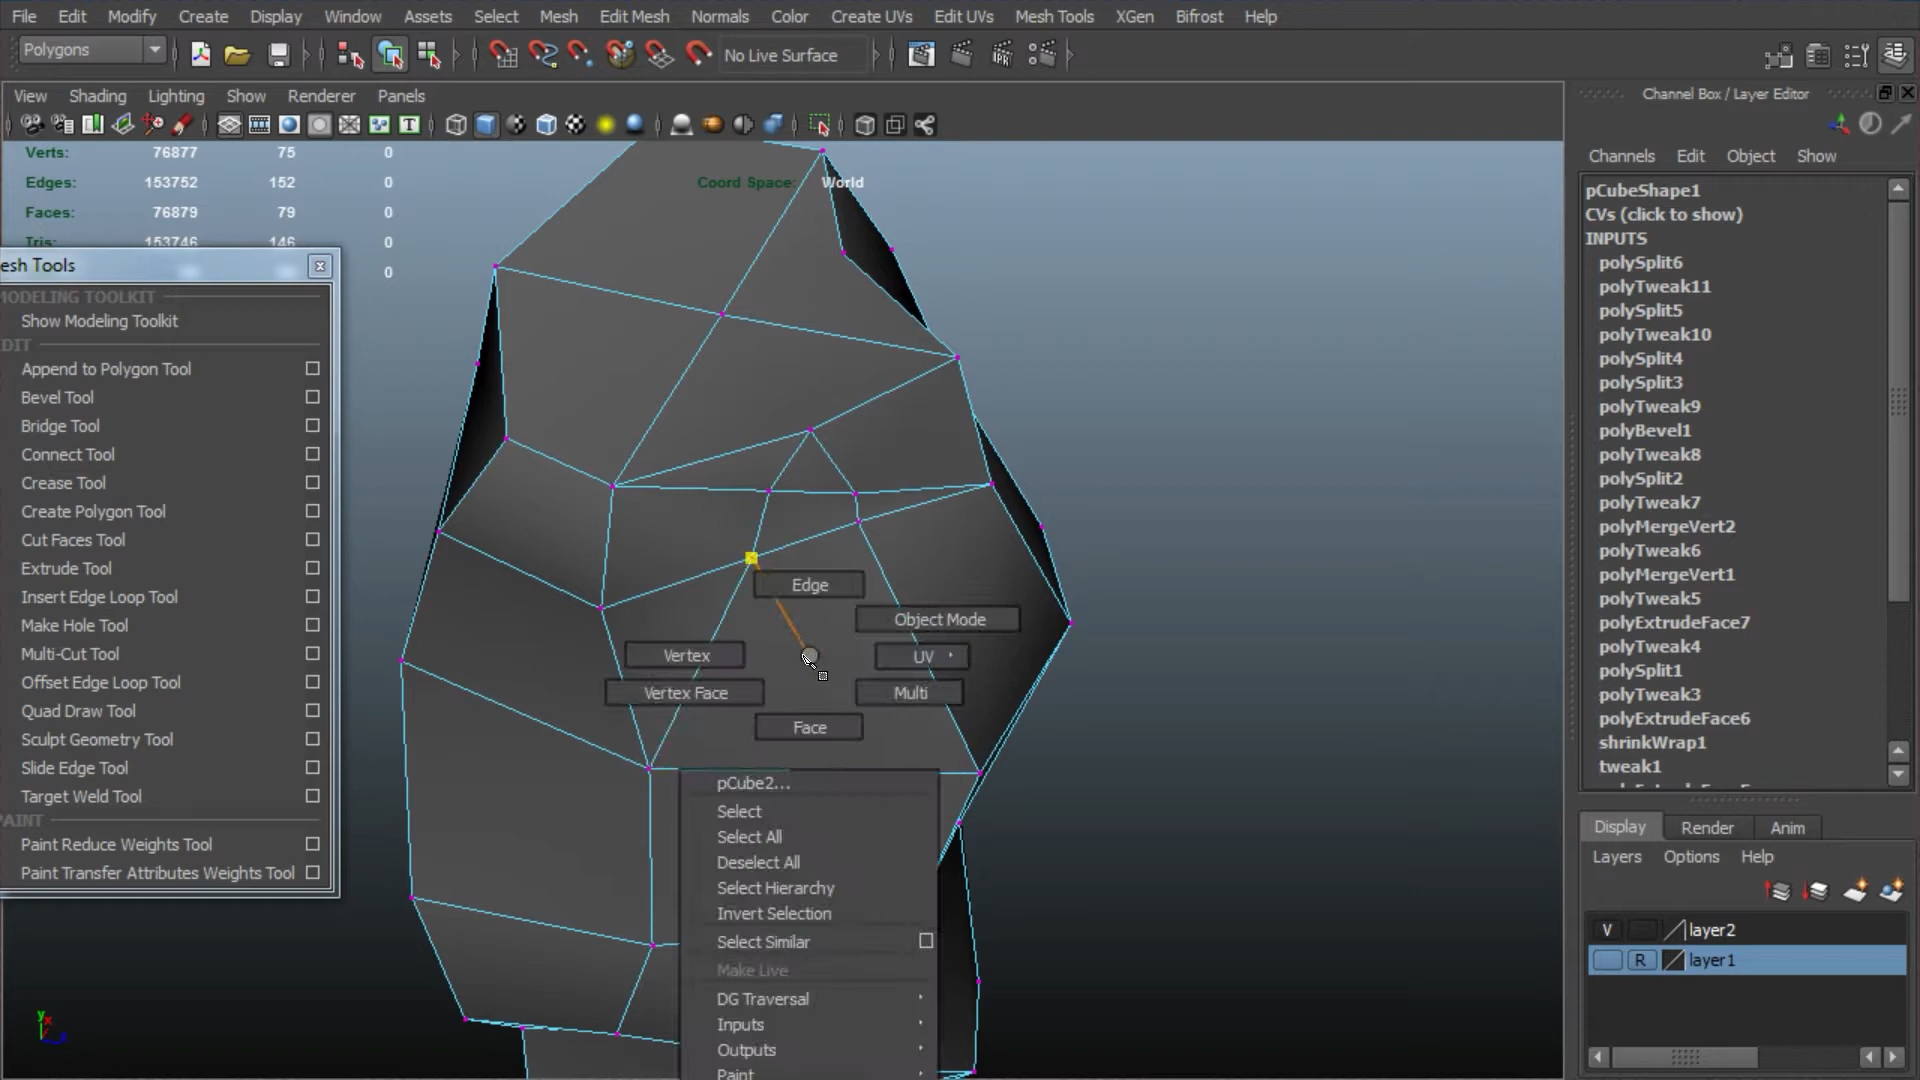 File Edit Modify Create Display Window Assets Select Mesh Edit Mesh Normals Color Create UVs Edit UVs Mesh Tools XGen Bifrost Help
Polygons
No Live Surface
View Shading Lighting Show Renderer Panels
Verts: 76877 75 0
Edges: 153752 152 0
Faces: 76879 79 0
Tris: 153746 146 0
0
Coord Space: World
esh Tools
MODELING TOOLKIT
Show Modeling Toolkit
DIT
Append to Polygon Tool
Bevel Tool
Bridge Tool
Connect Tool
Crease Tool
Create Polygon Tool
Cut Faces Tool
Extrude Tool
Insert Edge Loop Tool
Make Hole Tool
Multi-Cut Tool
Offset Edge Loop Tool
Quad Draw Tool
Sculpt Geometry Tool
Slide Edge Tool
Target Weld Tool
PAINT
Paint Reduce Weights Tool
Paint Transfer Attributes Weights Tool
Edge
Object Mode
Vertex
UV
Vertex Face
Multi
Face
pCube2...
Select
Select All
Deselect All
Select Hierarchy
Invert Selection
Select Similar
Make Live
DG Traversal
Inputs
Outputs
Paint
Channel Box / Layer Editor
Channels Edit Object Show
pCubeShape1
CVs (click to show)
INPUTS
polySplit6
polyTweak11
polySplit5
polyTweak10
polySplit4
polySplit3
polyTweak9
polyBevel1
polyTweak8
polySplit2
polyTweak7
polyMergeVert2
polyTweak6
polyMergeVert1
polyTweak5
polyExtrudeFace7
polyTweak4
polySplit1
polyTweak3
polyExtrudeFace6
shrinkWrap1
tweak1
Display Render Anim
Layers Options Help
V layer2
R layer1
y
x